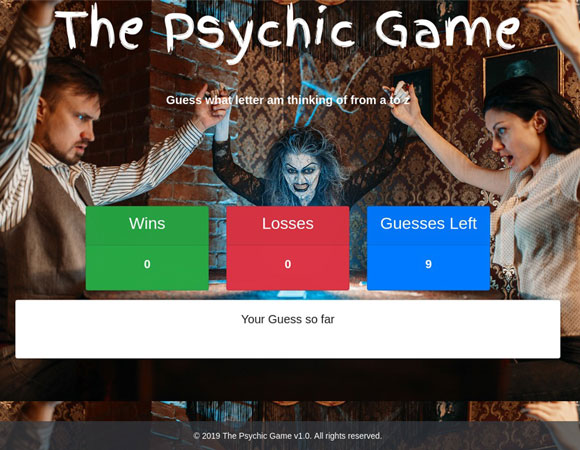 The Psychic Game
Guess what letter am thinking of from a to z
Wins
Losses
Guesses Left
0
0
9
Your Guess so far
© 2019 The Psychic Game v1.0. All rights reserved.